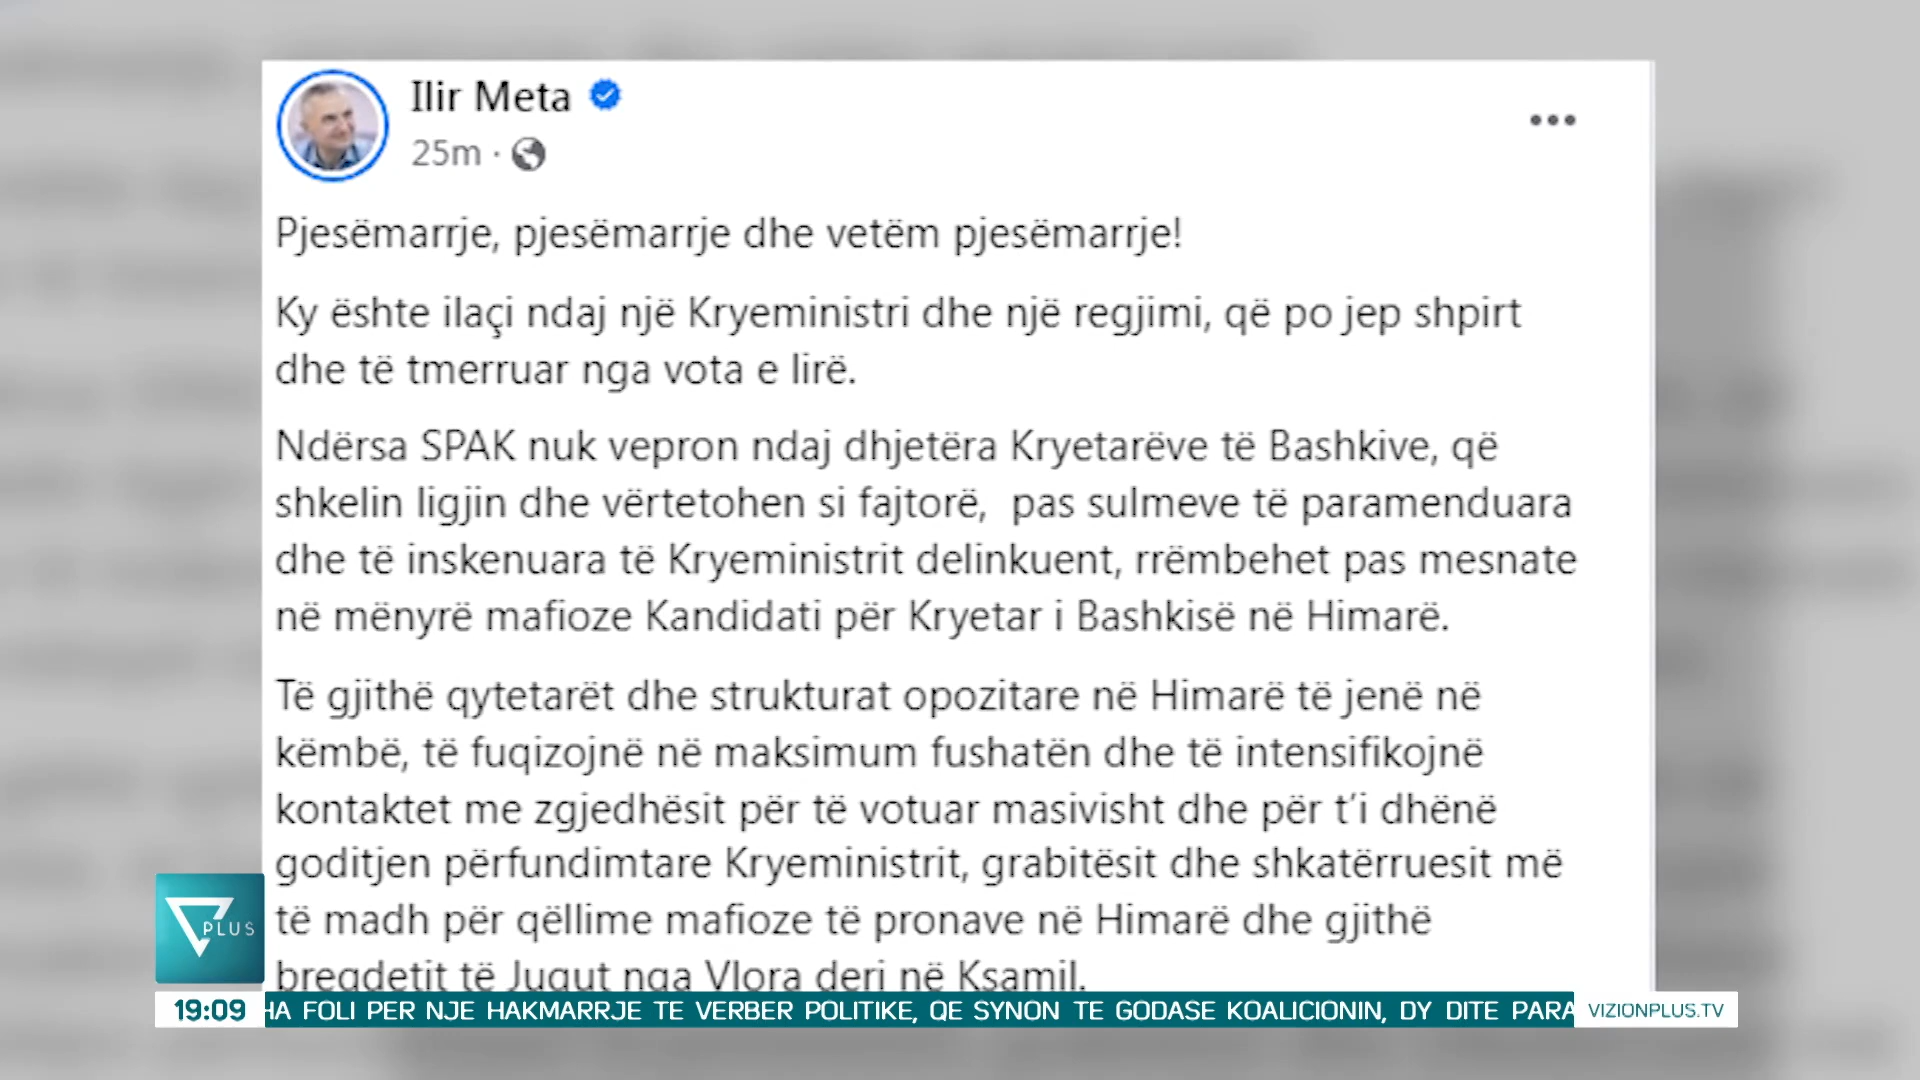 Ilir Meta
25m ·
Pjesëmarrje, pjesëmarrje dhe vetëm pjesëmarrje!
Ky është ilaçi ndaj një Kryeministri dhe një regjimi, që po jep shpirt
dhe të tmerruar nga vota e lirë.
Ndërsa SPAK nuk vepron ndaj dhjetëra Kryetarëve të Bashkive, që
shkelin ligjin dhe vërtetohen si fajtorë, pas sulmeve të paramenduara
dhe të inskenuara të Kryeministrit delinkuent, rrëmbehet pas mesnate
në mënyrë mafioze Kandidati për Kryetar i Bashkisë në Himarë.
Të gjithë qytetarët dhe strukturat opozitare në Himarë të jenë në
këmbë, të fuqizojnë në maksimum fushatën dhe të intensifikojnë
kontaktet me zgjedhësit për të votuar masivisht dhe për t'i dhënë
goditjen përfundimtare Kryeministrit, grabitësit dhe shkatërruesit më
të madh për qëllime mafioze të pronave në Himarë dhe gjithë
bregdetit të Jugut nga Vlora deri në Ksamil.
PLUS
19:09 HA FOLI PER NJE HAKMARRJE TE VERBER POLITIKE, QE SYNON TE GODASE KOALICIONIN, DY DITE PARA VIZIONPLUS.TV